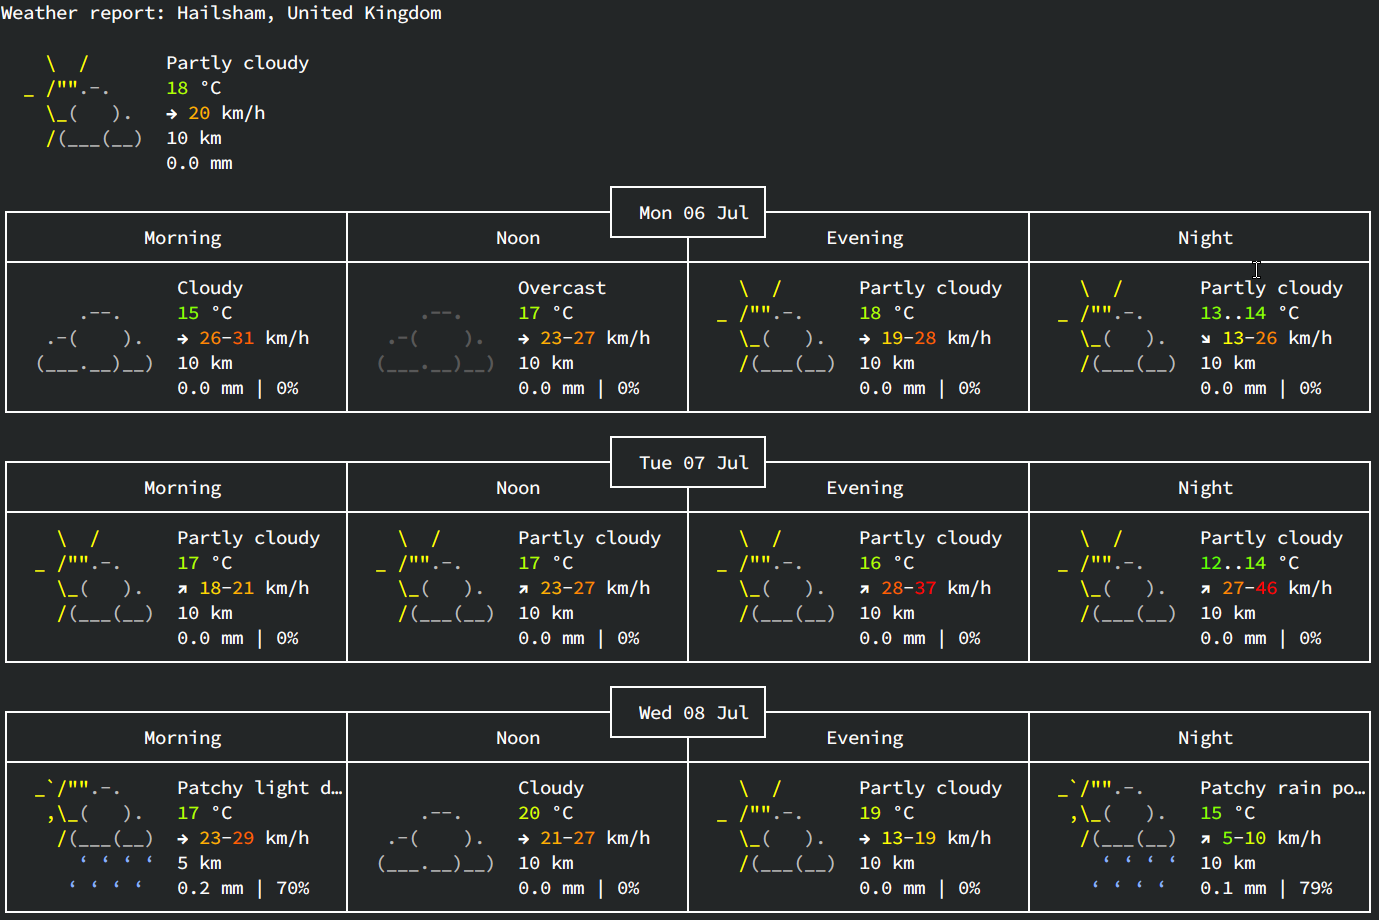 Weather report: Hailsham, United Kingdom
Partly cloudy
18 °C
→ 20 km/h
10 km
0.0 mm
Mon 06 Jul
Morning Noon Evening Night
Cloudy Overcast Partly cloudy Partly cloudy
15 °C 17 °C 18 °C 13..14 °C
→ 26-31 km/h → 23-27 km/h → 19-28 km/h ↘ 13-26 km/h
10 km 10 km 10 km 10 km
0.0 mm | 0% 0.0 mm | 0% 0.0 mm | 0% 0.0 mm | 0%
Tue 07 Jul
Morning Noon Evening Night
Partly cloudy Partly cloudy Partly cloudy Partly cloudy
17 °C 17 °C 16 °C 12..14 °C
↗ 18-21 km/h ↗ 23-27 km/h ↗ 28-37 km/h ↗ 27-46 km/h
10 km 10 km 10 km 10 km
0.0 mm | 0% 0.0 mm | 0% 0.0 mm | 0% 0.0 mm | 0%
Wed 08 Jul
Morning Noon Evening Night
Patchy light d… Cloudy Partly cloudy Patchy rain po…
17 °C 20 °C 19 °C 15 °C
→ 23-29 km/h → 21-27 km/h → 13-19 km/h ↗ 5-10 km/h
5 km 10 km 10 km 10 km
0.2 mm | 70% 0.0 mm | 0% 0.0 mm | 0% 0.1 mm | 79%